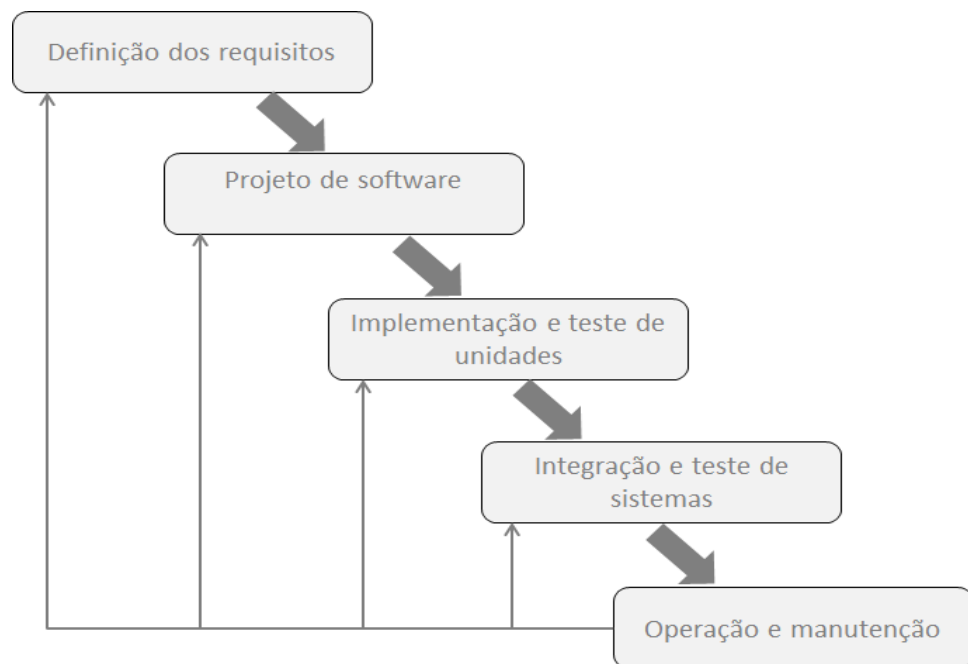 Definição dos requisitos
Projeto de software
Implementação e teste de
unidades
Integração e teste de
sistemas
Operação e manutenção